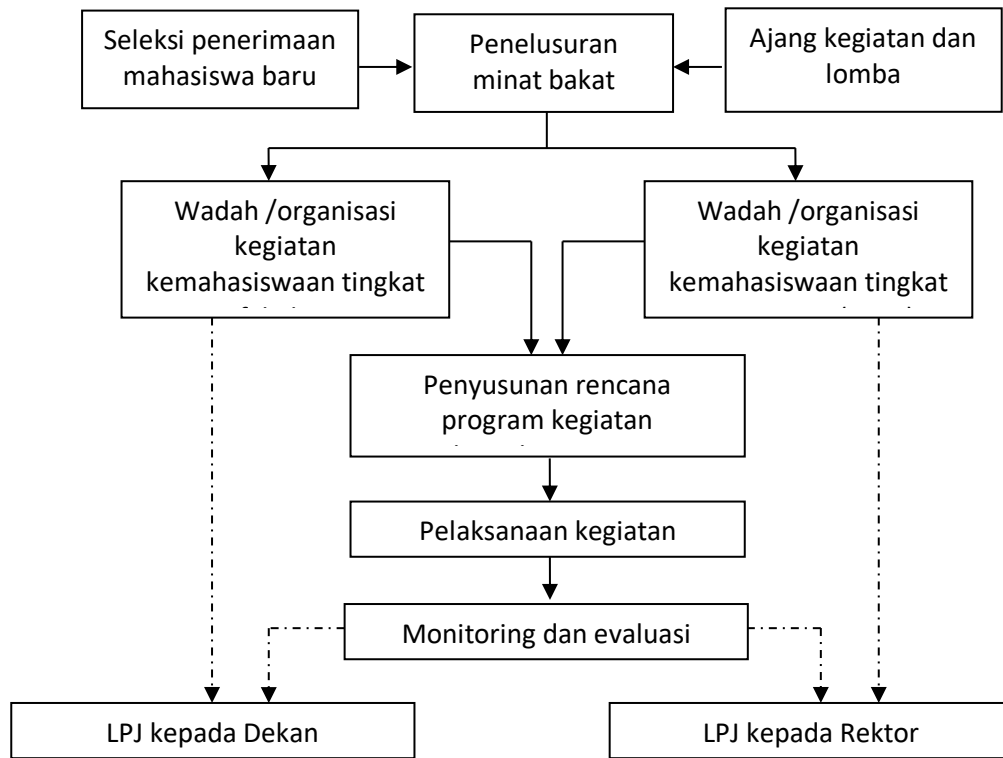 Seleksi penerimaan
mahasiswa baru
Penelusuran
minat bakat
Ajang kegiatan dan
lomba
Wadah /organisasi
kegiatan
kemahasiswaan tingkat
Wadah /organisasi
kegiatan
kemahasiswaan tingkat
Penyusunan rencana
program kegiatan
Pelaksanaan kegiatan
Monitoring dan evaluasi
LPJ kepada Dekan
LPJ kepada Rektor